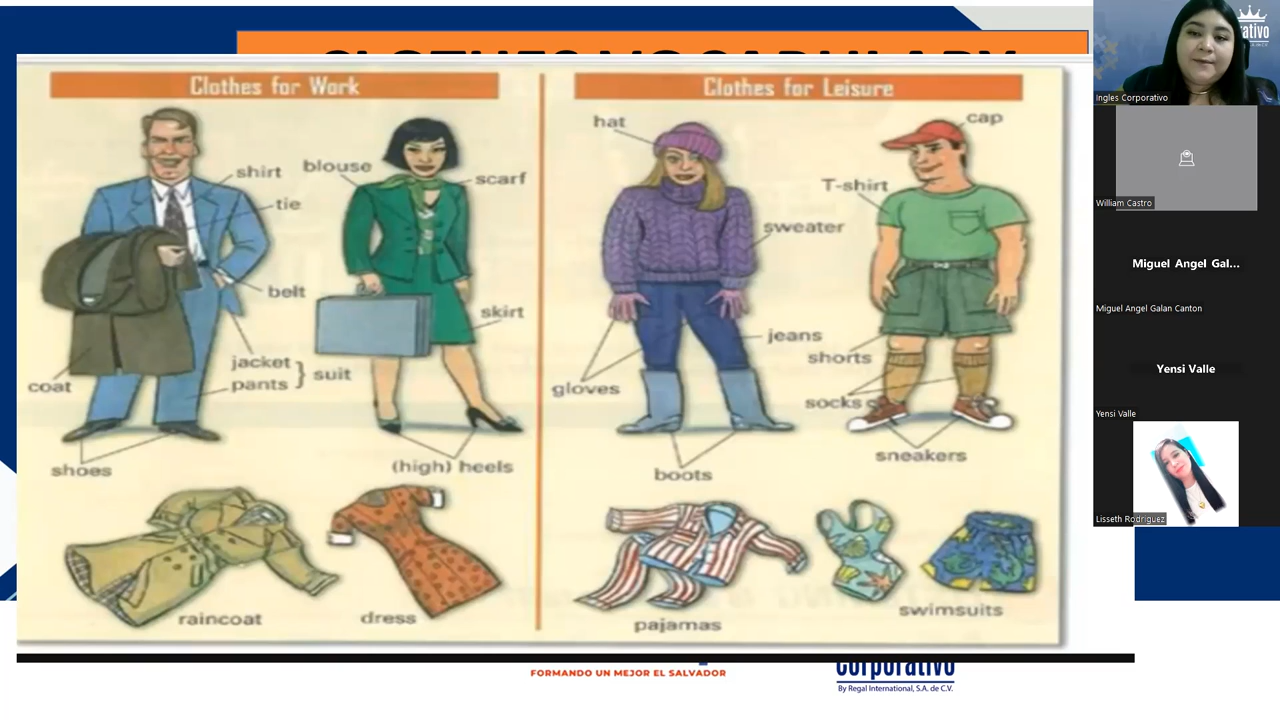 CLOTHES VOCABULARY
Clothes for Work
shirt
blouse
scarf
tie
belt
skirt
jacket
pants } suit
coat
shoes
(high) heels
raincoat
dress
Clothes for Leisure
hat
cap
T-shirt
sweater
jeans
shorts
gloves
socks
sneakers
boots
pajamas
swimsuits
FORMANDO UN MEJOR EL SALVADOR
corporativo
By Regal International, S.A. de C.V.
Ingles Corporativo
William Castro
Miguel Angel Gal...
Miguel Angel Galan Canton
Yensi Valle
Yensi Valle
Lisseth Rodriguez